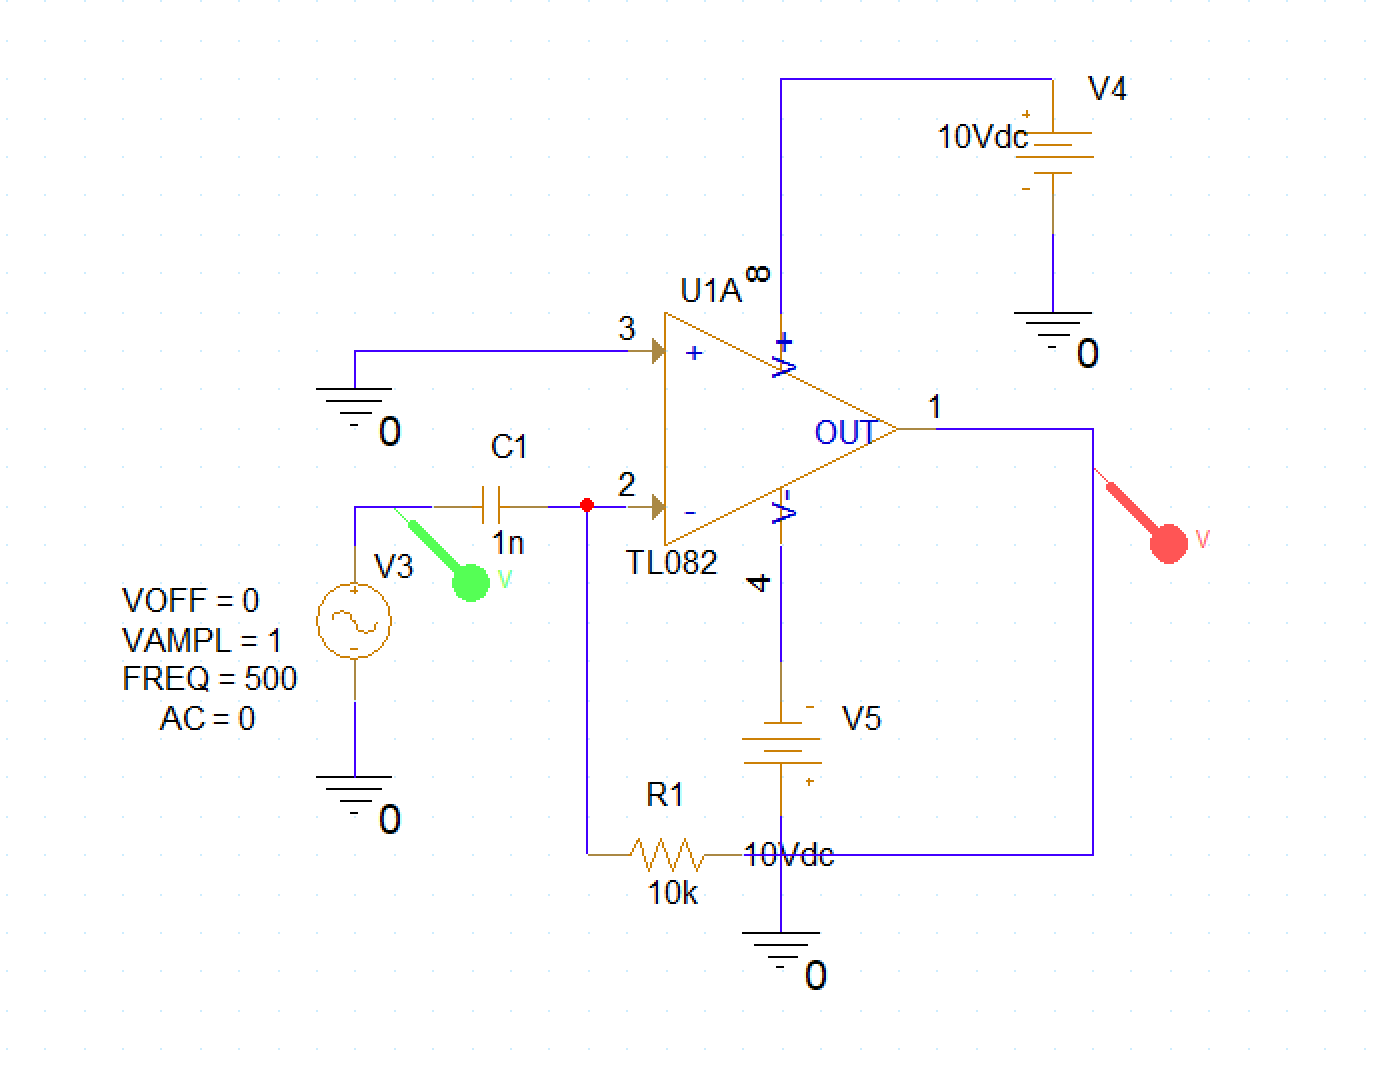 V4
+
10Vdc
-
8
U1A
3
+
V+
0
1
OUT
0
C1
2
-
V-
V
1n
V3
V
TL082
4
VOFF = 0
+
VAMPL = 1
-
FREQ = 500
AC = 0
-
V5
+
R1
0
10Vdc
10k
0